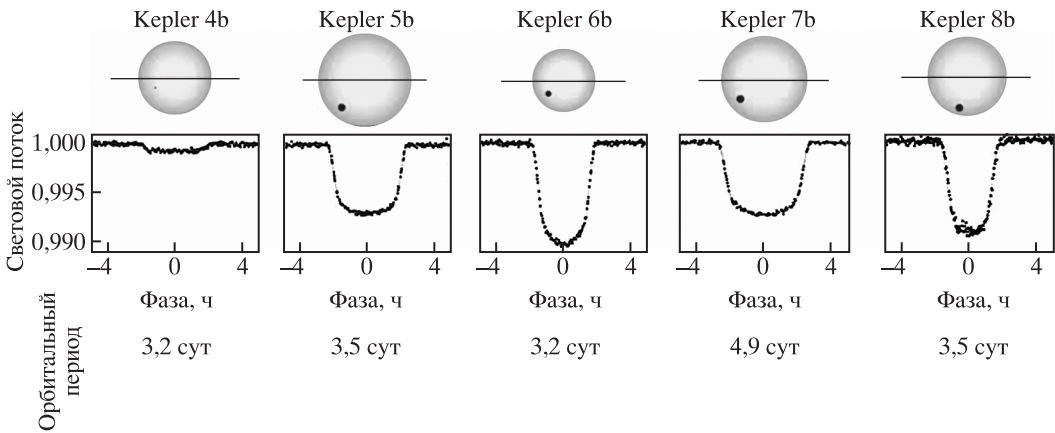 Kepler 4b Kepler 5b Kepler 6b Kepler 7b Kepler 8b
Световой поток
1,000
0,995
0,990
–4 0 4 –4 0 4 –4 0 4 –4 0 4 –4 0 4
Фаза, ч Фаза, ч Фаза, ч Фаза, ч Фаза, ч
Орбитальный
период
3,2 сут 3,5 сут 3,2 сут 4,9 сут 3,5 сут